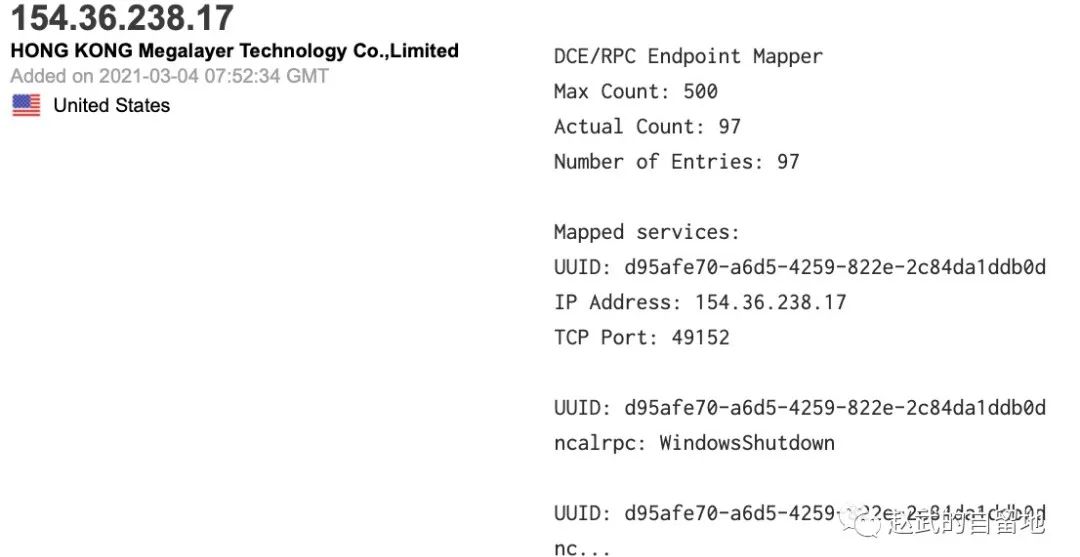 154.36.238.17
HONG KONG Megalayer Technology Co.,Limited
Added on 2021-03-04 07:52:34 GMT
United States
DCE/RPC Endpoint Mapper
Max Count: 500
Actual Count: 97
Number of Entries: 97
Mapped services:
UUID: d95afe70-a6d5-4259-822e-2c84da1ddb0d
IP Address: 154.36.238.17
TCP Port: 49152
UUID: d95afe70-a6d5-4259-822e-2c84da1ddb0d
ncalrpc: WindowsShutdown
UUID: d95afe70-a6d5-4259-822e-2c84da1ddb0d
nc...
赵武的自留地